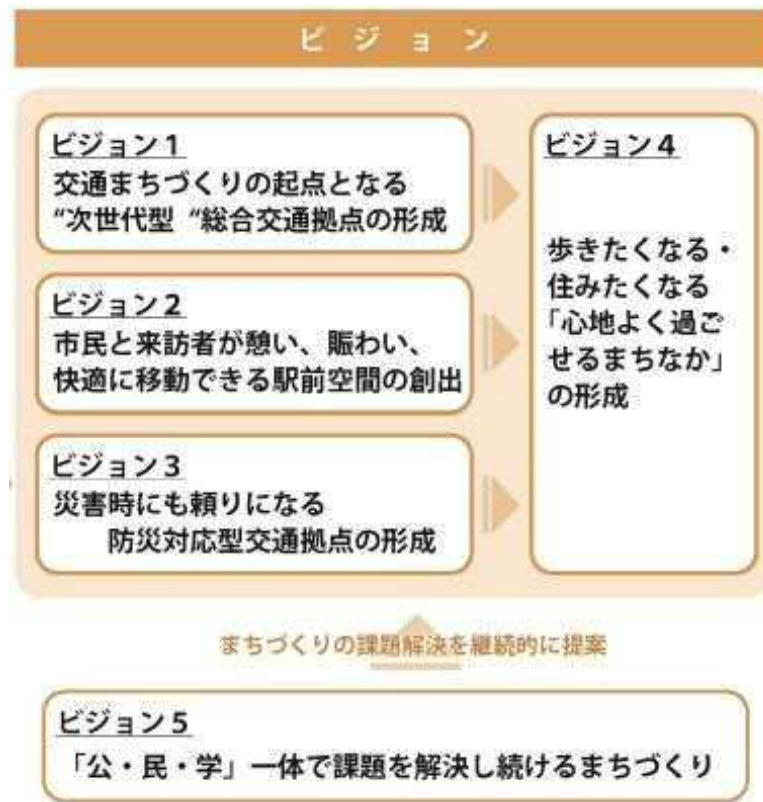 ビジョン
ビジョン1
交通まちづくりの起点となる
“次世代型 “総合交通拠点の形成
ビジョン2
市民と来訪者が憩い、賑わい、
快適に移動できる駅前空間の創出
ビジョン3
災害時にも頼りになる
防災対応型交通拠点の形成
ビジョン4
歩きたくなる・
住みたくなる
「心地よく過ご
せるまちなか」
の形成
まちづくりの課題解決を継続的に提案
ビジョン5
「公・民・学」一体で課題を解決し続けるまちづくり